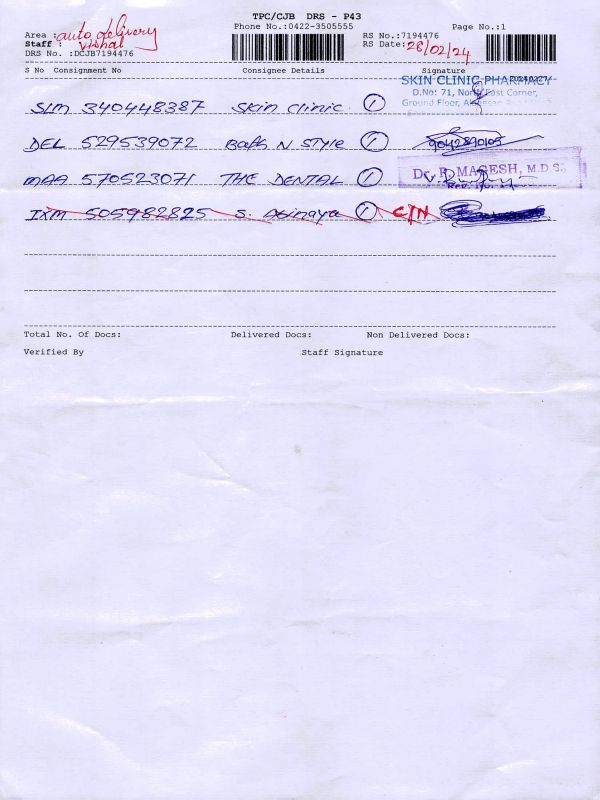 TPC/CJB DRS - P43
Phone No.:0422-3505555 Page No.:1
Area : auto delivery RS No.:7194476
Staff : Vishal RS Date: 28/02/24
DRS No. :DCJB7194476
S No Consignment No Consignee Details Signature
SKIN CLINIC PHARMACY
D.No: 71, North East Corner,
Ground Floor,
SLM 340448387 Skin Clinic 1
DEL 529539072 Bath N Style 1 9042890105
MAA 570523071 THE DENTAL 1 Dr. R. MAGESH, M.D.S.
Reg. No.
IXM 505982825 S. Abinaya 1 C/N
Total No. Of Docs: Delivered Docs: Non Delivered Docs:
Verified By Staff Signature